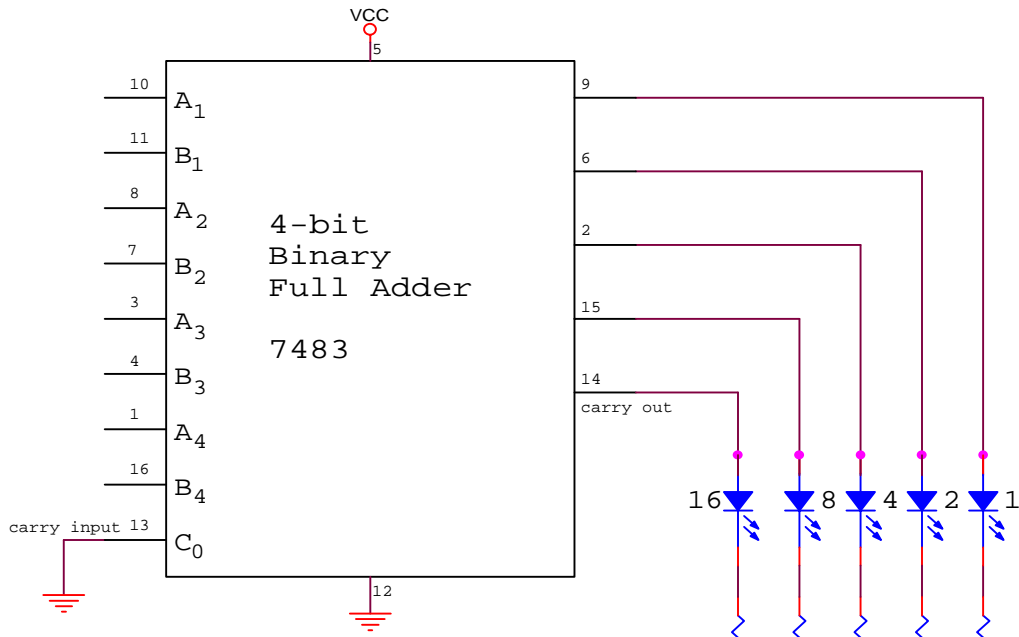 VCC
5
10 A1
11 B1
8 A2
7 B2
3 A3
4 B3
1 A4
16 B4
carry input 13 C0
12
4-bit
Binary
Full Adder
7483
9
6
2
15
14
carry out
16 8 4 2 1